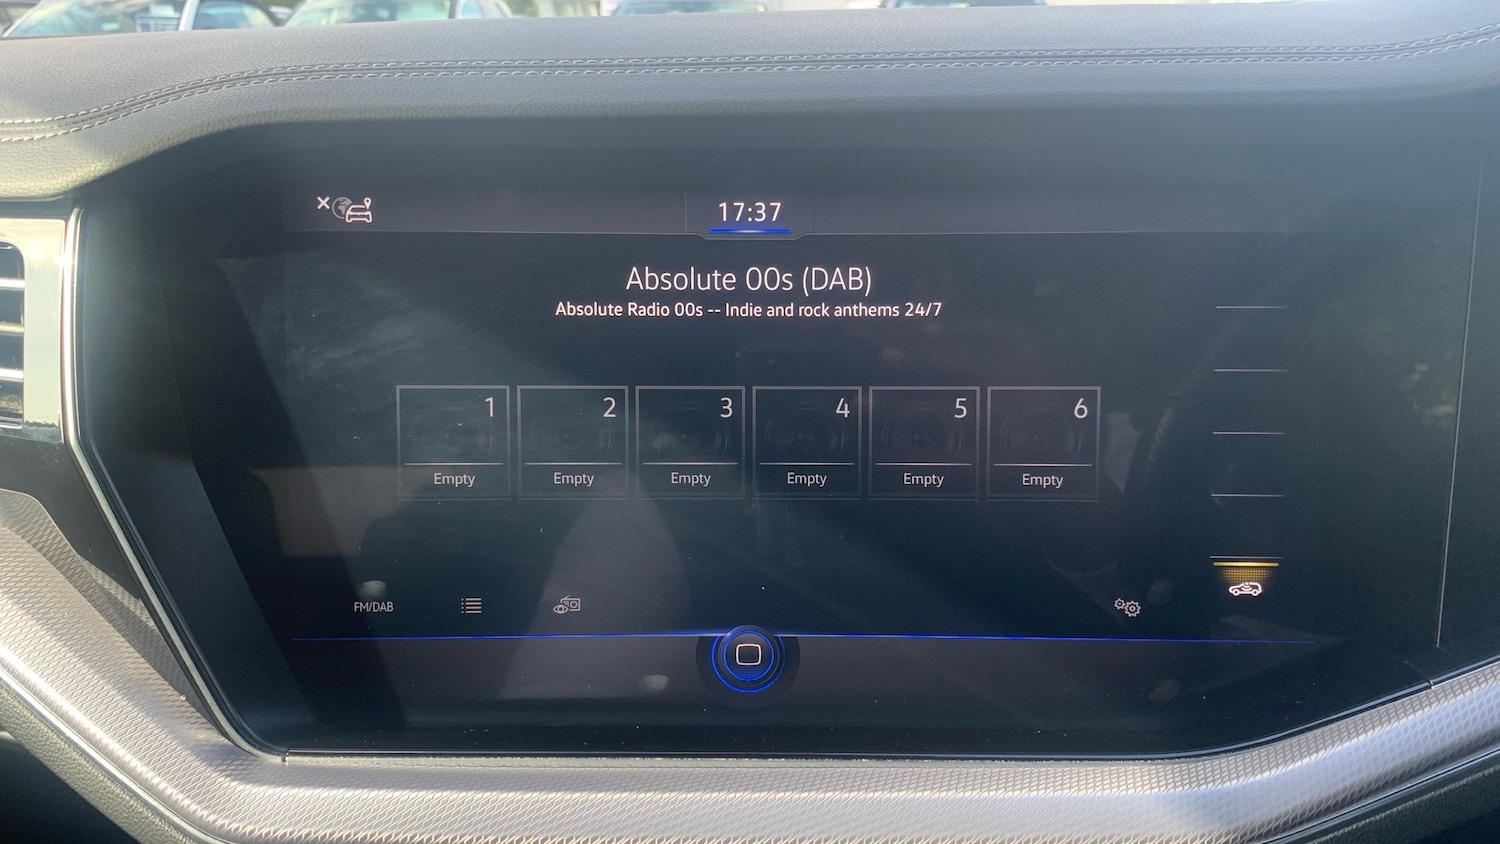 17:37
Absolute 00s (DAB)
Absolute Radio 00s -- Indie and rock anthems 24/7
1 2 3 4 5 6
Empty Empty Empty Empty Empty Empty
FM/DAB